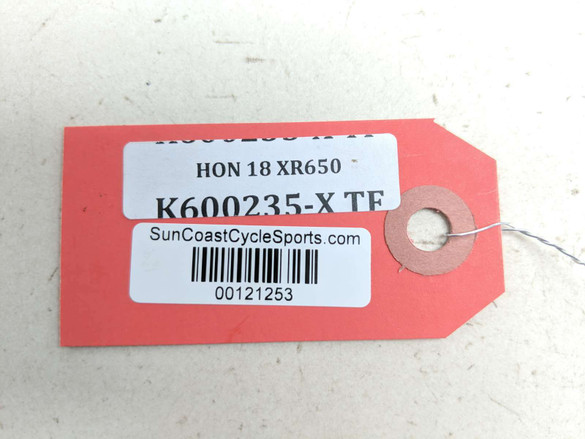 HON 18 XR650
K600235-X TF
SunCoastCycleSports.com
00121253